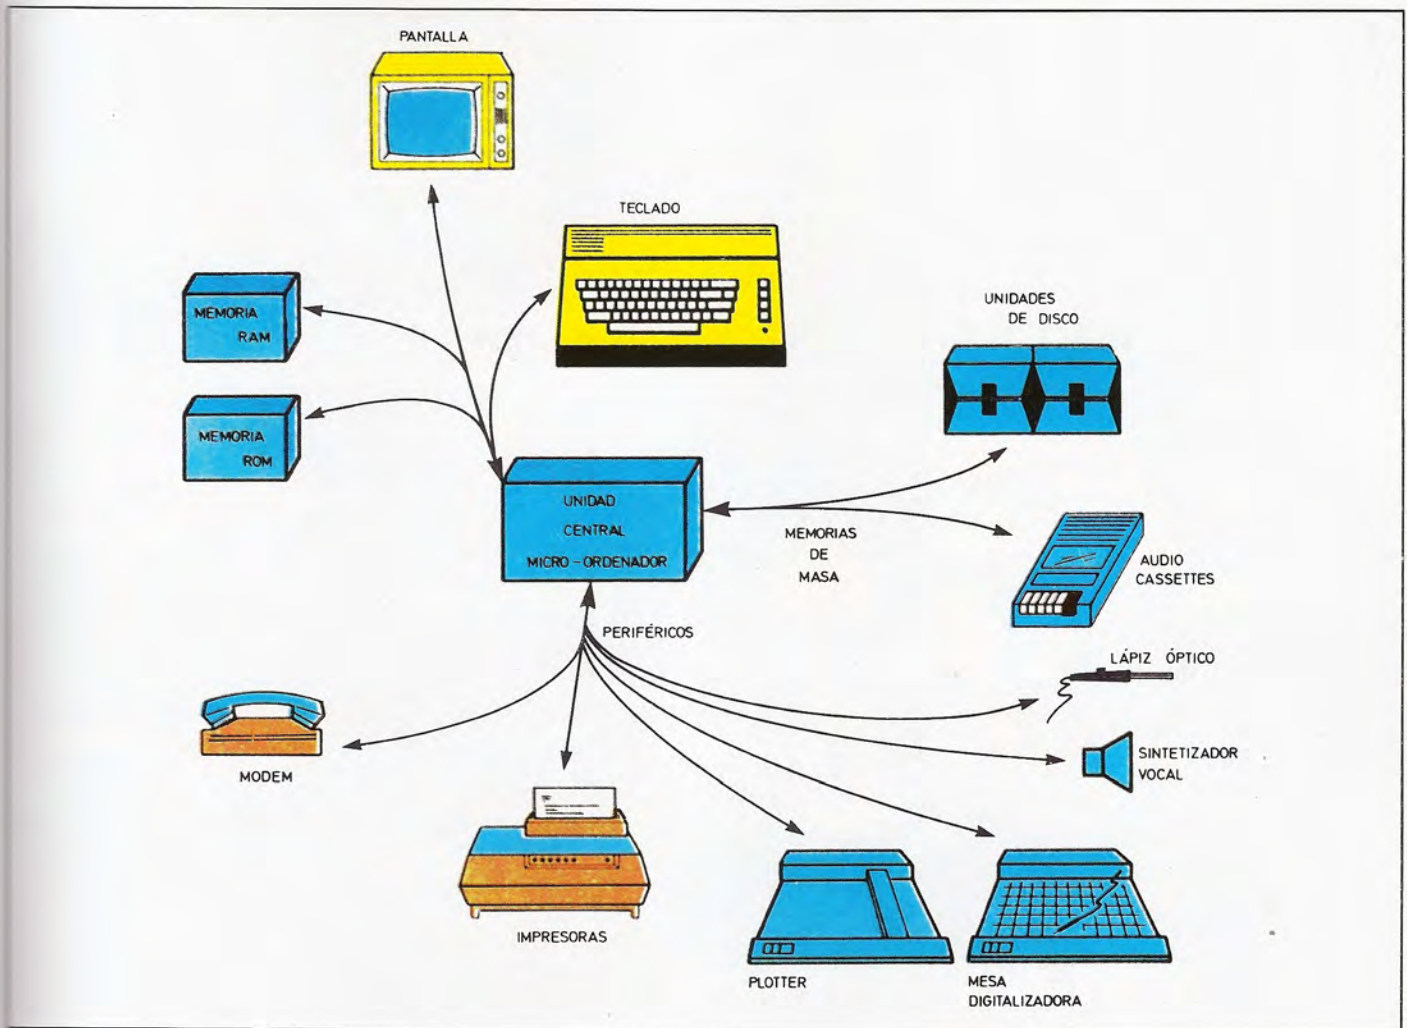 PANTALLA
TECLADO
MEMORIA
RAM
UNIDADES
DE DISCO
MEMORIA
ROM
UNIDAD
CENTRAL
MICRO-ORDENADOR
MEMORIAS
DE
MASA
AUDIO
CASSETTES
PERIFÉRICOS
LÁPIZ ÓPTICO
MODEM
SINTETIZADOR
VOCAL
IMPRESORAS
PLOTTER
MESA
DIGITALIZADORA